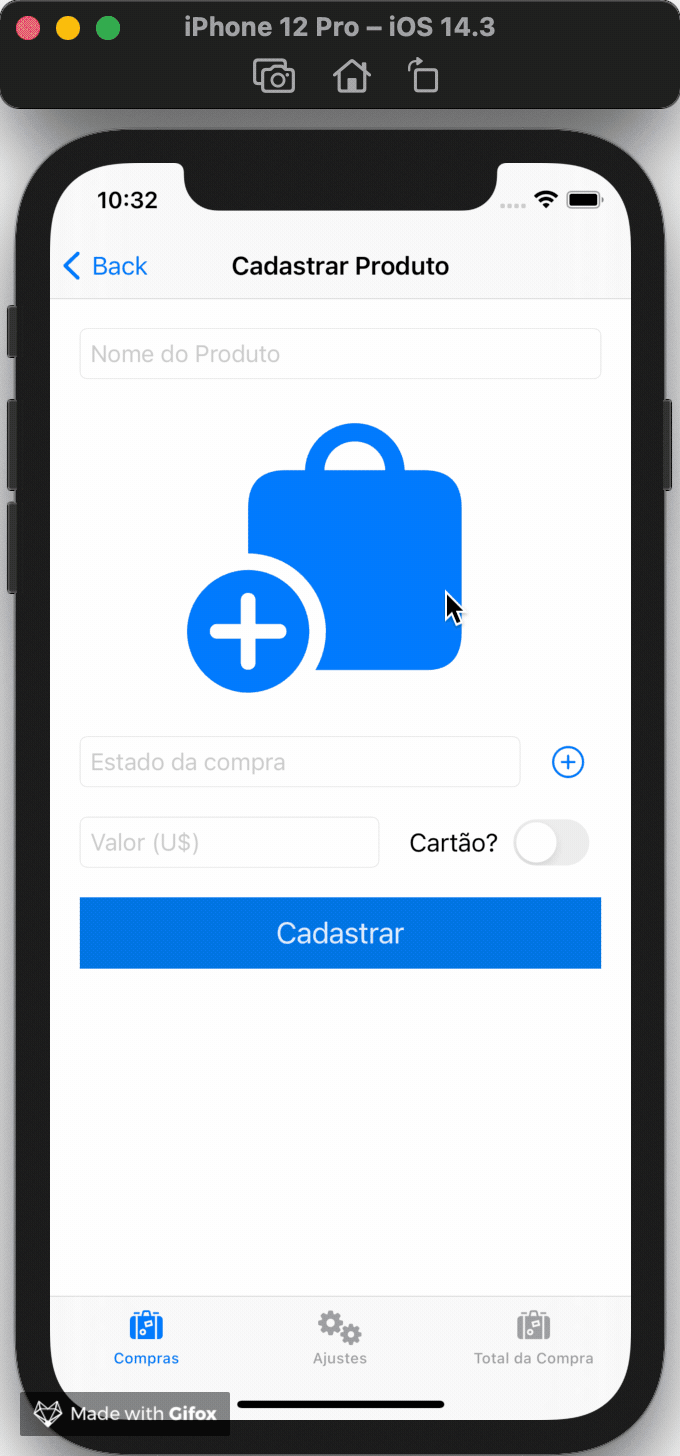 iPhone 12 Pro – iOS 14.3
10:32
Back
Cadastrar Produto
Nome do Produto
Estado da compra
Valor (U$)
Cartão?
Cadastrar
Compras
Ajustes
Total da Compra
Made with Gifox